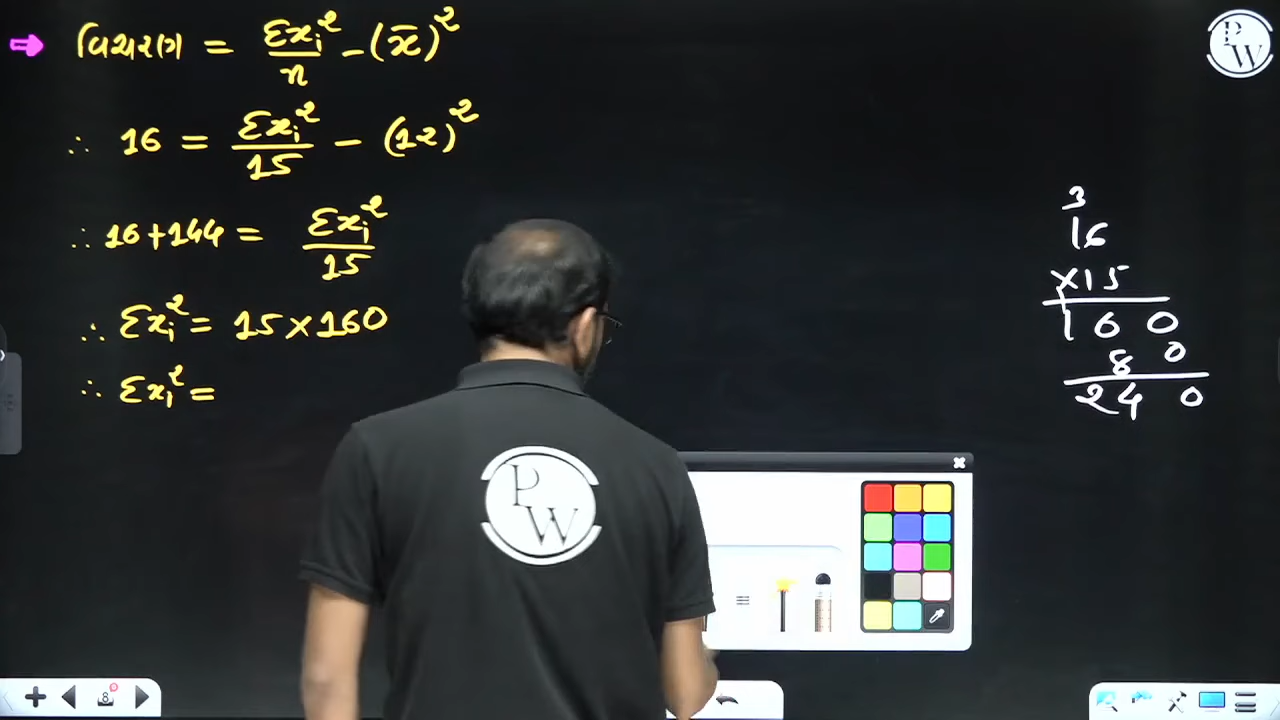 વિચરણ = Σxᵢ²/n - (x̄)²
∴ 16 = Σxᵢ²/15 - (12)²
∴ 16+144 = Σxᵢ²/15
∴ Σxᵢ² = 15×160
∴ Σxᵢ² =
3
16
×15
160
80
240
PW
PW
8